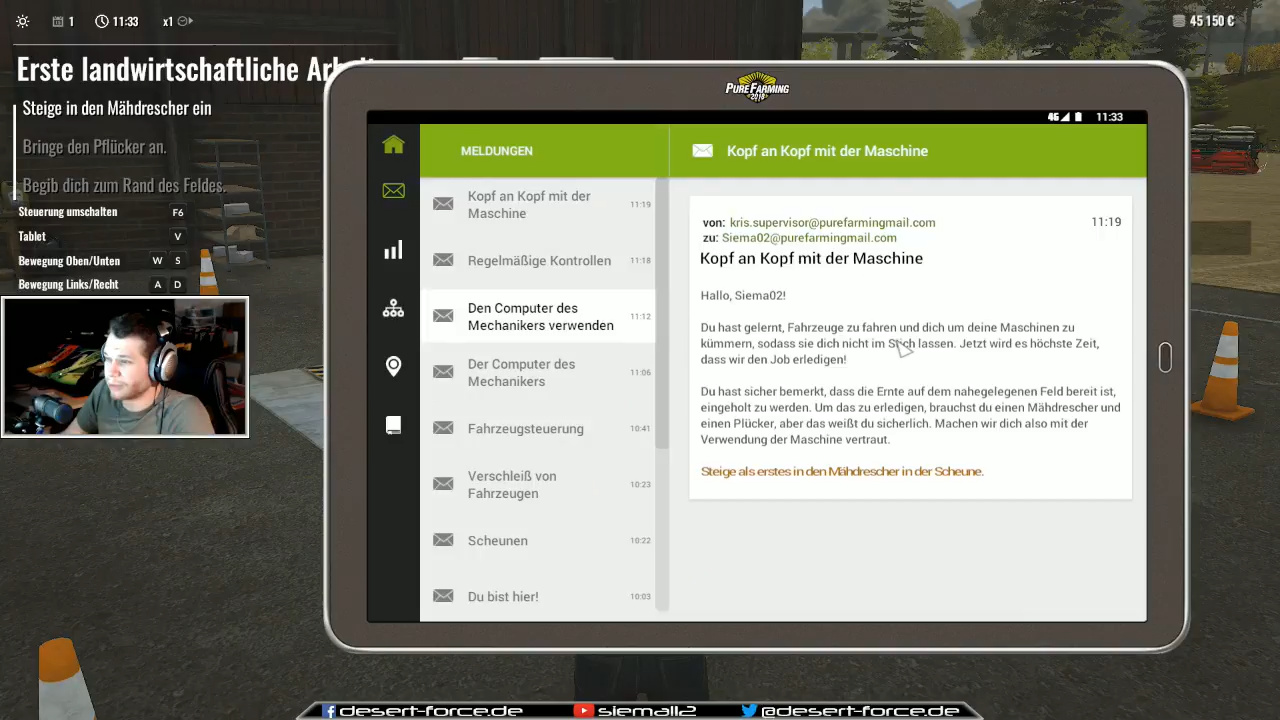 1 11:33 x1
45 150 €
Erste landwirtschaftliche
Steige in den Mähdrescher ein
Bringe den Pflücker an.
Begib dich zum Rand des Feldes.
Steuerung umschalten F6
Tablet V
Bewegung Oben/Unten W S
Bewegung Links/Recht A D
PURE FARMING
2018
4G 11:33
MELDUNGEN
Kopf an Kopf mit der
Maschine 11:19
Regelmäßige Kontrollen 11:18
Den Computer des
Mechanikers verwenden 11:12
Der Computer des
Mechanikers 11:06
Fahrzeugsteuerung 10:41
Verschleiß von
Fahrzeugen 10:23
Scheunen 10:22
Du bist hier! 10:03
Kopf an Kopf mit der Maschine
von: kris.supervisor@purefarmingmail.com 11:19
zu: Siema02@purefarmingmail.com
Kopf an Kopf mit der Maschine
Hallo, Siema02!
Du hast gelernt, Fahrzeuge zu fahren und dich um deine Maschinen zu
kümmern, sodass sie dich nicht im Stich lassen. Jetzt wird es höchste Zeit,
dass wir den Job erledigen!
Du hast sicher bemerkt, dass die Ernte auf dem nahegelegenen Feld bereit ist,
eingeholt zu werden. Um das zu erledigen, brauchst du einen Mähdrescher und
einen Plücker, aber das weißt du sicherlich. Machen wir dich also mit der
Verwendung der Maschine vertraut.
Steige als erstes in den Mähdrescher in der Scheune.
desert-force.de siema112 @desert-force.de